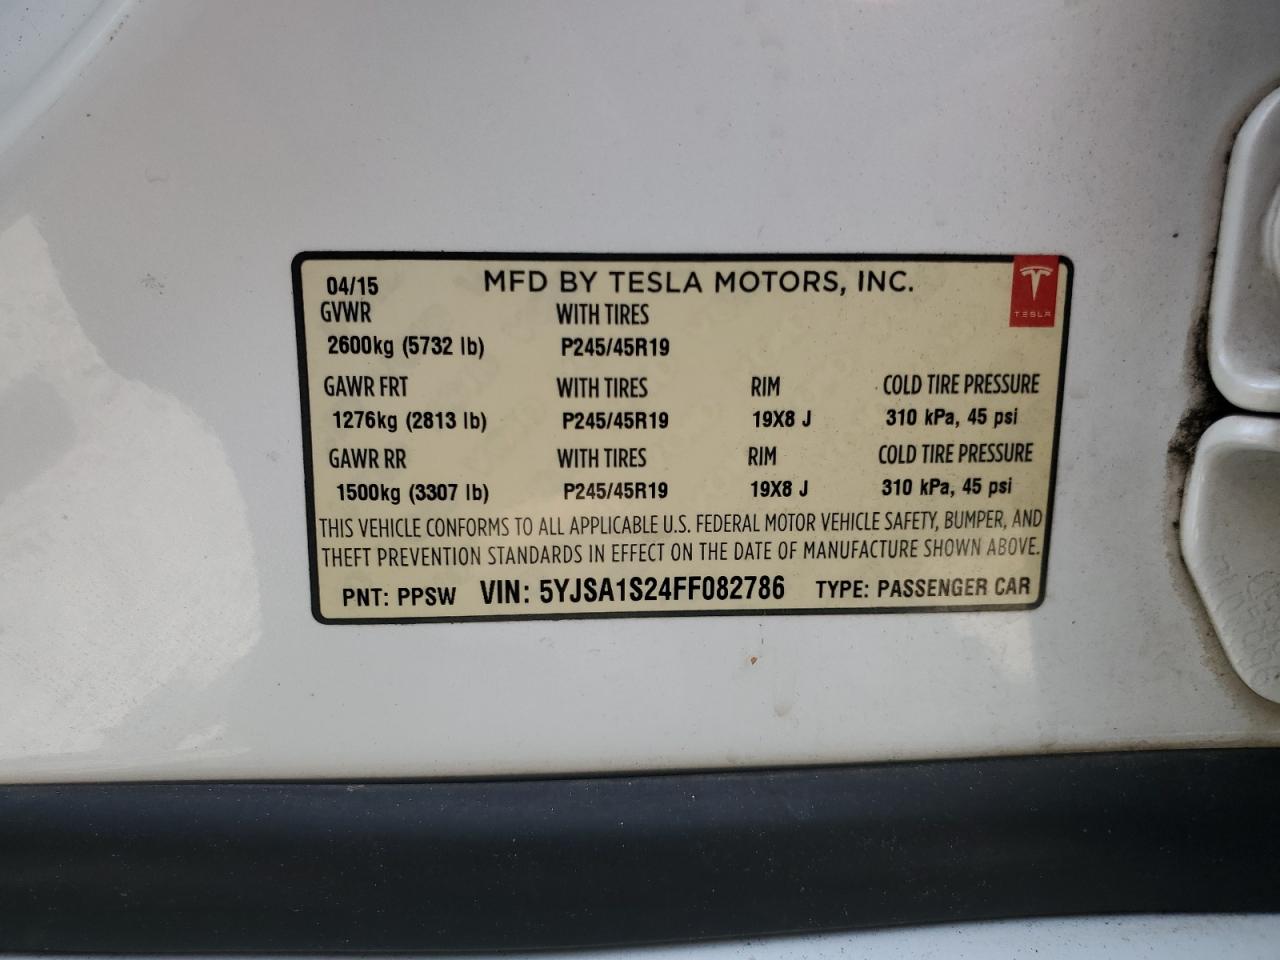 04/15 MFD BY TESLA MOTORS, INC.
TESLA
GVWR WITH TIRES
2600kg (5732 lb) P245/45R19
GAWR FRT WITH TIRES RIM COLD TIRE PRESSURE
1276kg (2813 lb) P245/45R19 19X8 J 310 kPa, 45 psi
GAWR RR WITH TIRES RIM COLD TIRE PRESSURE
1500kg (3307 lb) P245/45R19 19X8 J 310 kPa, 45 psi
THIS VEHICLE CONFORMS TO ALL APPLICABLE U.S. FEDERAL MOTOR VEHICLE SAFETY, BUMPER, AND
THEFT PREVENTION STANDARDS IN EFFECT ON THE DATE OF MANUFACTURE SHOWN ABOVE.
PNT: PPSW VIN: 5YJSA1S24FF082786 TYPE: PASSENGER CAR